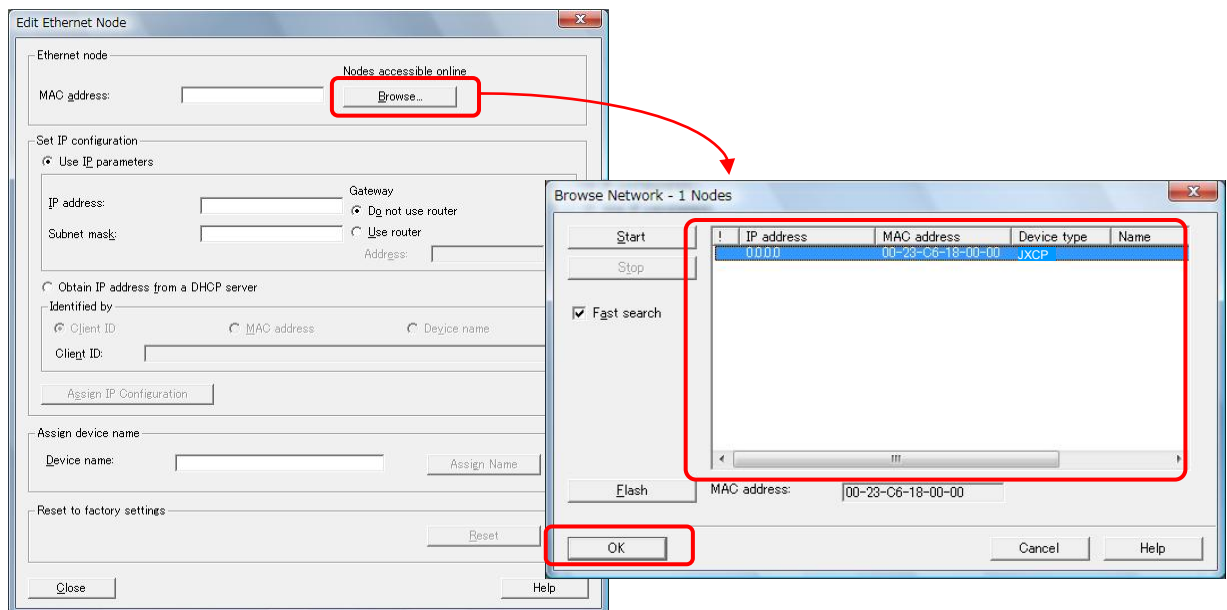 Edit Ethernet Node
Ethernet node
Nodes accessible online
MAC address:
Browse...
Set IP configuration
Use IP parameters
IP address:
Subnet mask:
Gateway
Do not use router
Use router
Address:
Obtain IP address from a DHCP server
Identified by
Client ID
MAC address
Device name
Client ID:
Assign IP Configuration
Assign device name
Device name:
Assign Name
Reset to factory settings
Reset
Close
Help
Browse Network - 1 Nodes
Start
Stop
Fast search
! IP address MAC address Device type Name
0.0.0.0 00-23-C6-18-00-00 JXCP
Flash
MAC address: 00-23-C6-18-00-00
OK
Cancel
Help